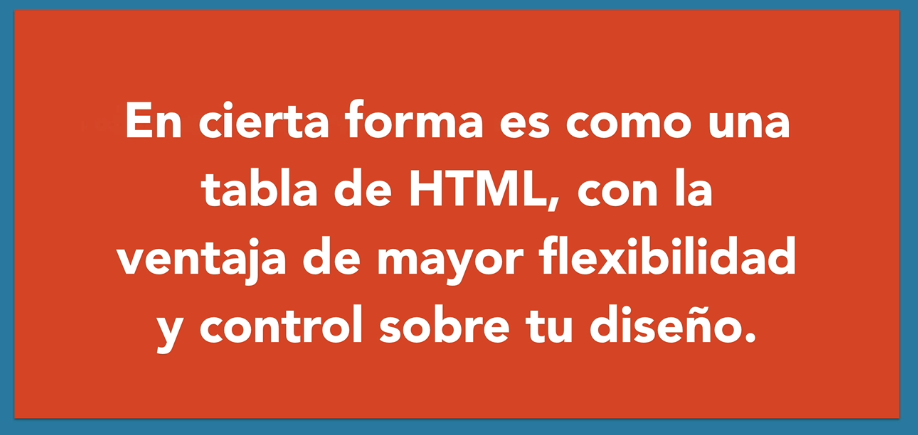 En cierta forma es como una
tabla de HTML, con la
ventaja de mayor flexibilidad
y control sobre tu diseño.